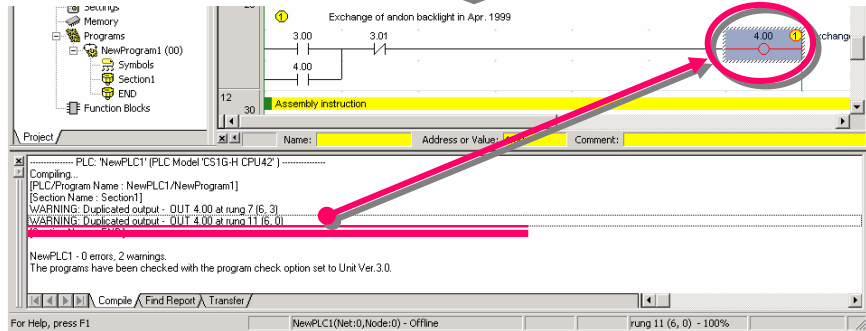 Settings
Memory
Programs
NewProgram1 (00)
Symbols
Section1
END
Function Blocks
Project
1 Exchange of andon backlight in Apr. 1999
3.00 3.01 4.00 1
4.00
12
30 Assembly instruction
Name: Address or Value: Comment:
---------------- PLC: 'NewPLC1' (PLC Model 'CS1G-H CPU42' ) ----------------
Compiling...
[PLC/Program Name : NewPLC1/NewProgram1]
[Section Name : Section1]
WARNING: Duplicated output - OUT 4.00 at rung 7 (6, 3)
WARNING: Duplicated output - OUT 4.00 at rung 11 (6, 0)
NewPLC1 - 0 errors, 2 warnings.
The programs have been checked with the program check option set to Unit Ver.3.0.
Compile Find Report Transfer
For Help, press F1 NewPLC1(Net:0,Node:0) - Offline rung 11 (6, 0) - 100%